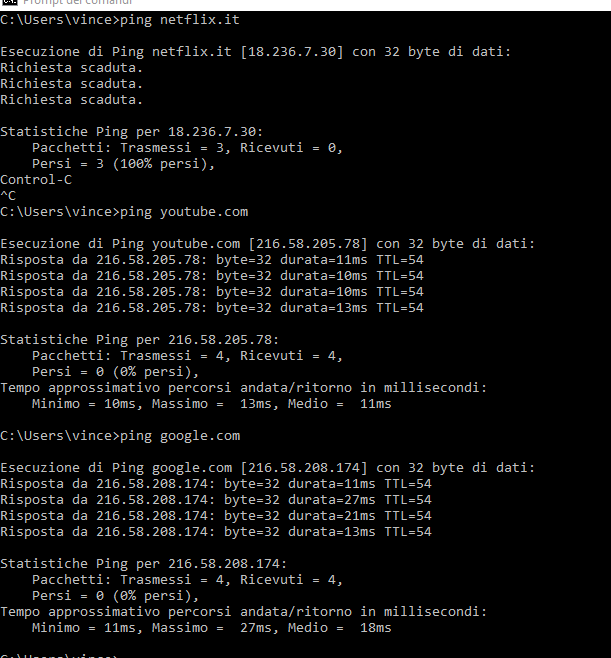 Prompt dei comandi
C:\Users\vince>ping netflix.it
Esecuzione di Ping netflix.it [18.236.7.30] con 32 byte di dati:
Richiesta scaduta.
Richiesta scaduta.
Richiesta scaduta.
Statistiche Ping per 18.236.7.30:
    Pacchetti: Trasmessi = 3, Ricevuti = 0,
    Persi = 3 (100% persi),
Control-C
^C
C:\Users\vince>ping youtube.com
Esecuzione di Ping youtube.com [216.58.205.78] con 32 byte di dati:
Risposta da 216.58.205.78: byte=32 durata=11ms TTL=54
Risposta da 216.58.205.78: byte=32 durata=10ms TTL=54
Risposta da 216.58.205.78: byte=32 durata=10ms TTL=54
Risposta da 216.58.205.78: byte=32 durata=13ms TTL=54
Statistiche Ping per 216.58.205.78:
    Pacchetti: Trasmessi = 4, Ricevuti = 4,
    Persi = 0 (0% persi),
Tempo approssimativo percorsi andata/ritorno in millisecondi:
    Minimo = 10ms, Massimo =  13ms, Medio =  11ms
C:\Users\vince>ping google.com
Esecuzione di Ping google.com [216.58.208.174] con 32 byte di dati:
Risposta da 216.58.208.174: byte=32 durata=11ms TTL=54
Risposta da 216.58.208.174: byte=32 durata=27ms TTL=54
Risposta da 216.58.208.174: byte=32 durata=21ms TTL=54
Risposta da 216.58.208.174: byte=32 durata=13ms TTL=54
Statistiche Ping per 216.58.208.174:
    Pacchetti: Trasmessi = 4, Ricevuti = 4,
    Persi = 0 (0% persi),
Tempo approssimativo percorsi andata/ritorno in millisecondi:
    Minimo = 11ms, Massimo =  27ms, Medio =  18ms
C:\Users\vince>